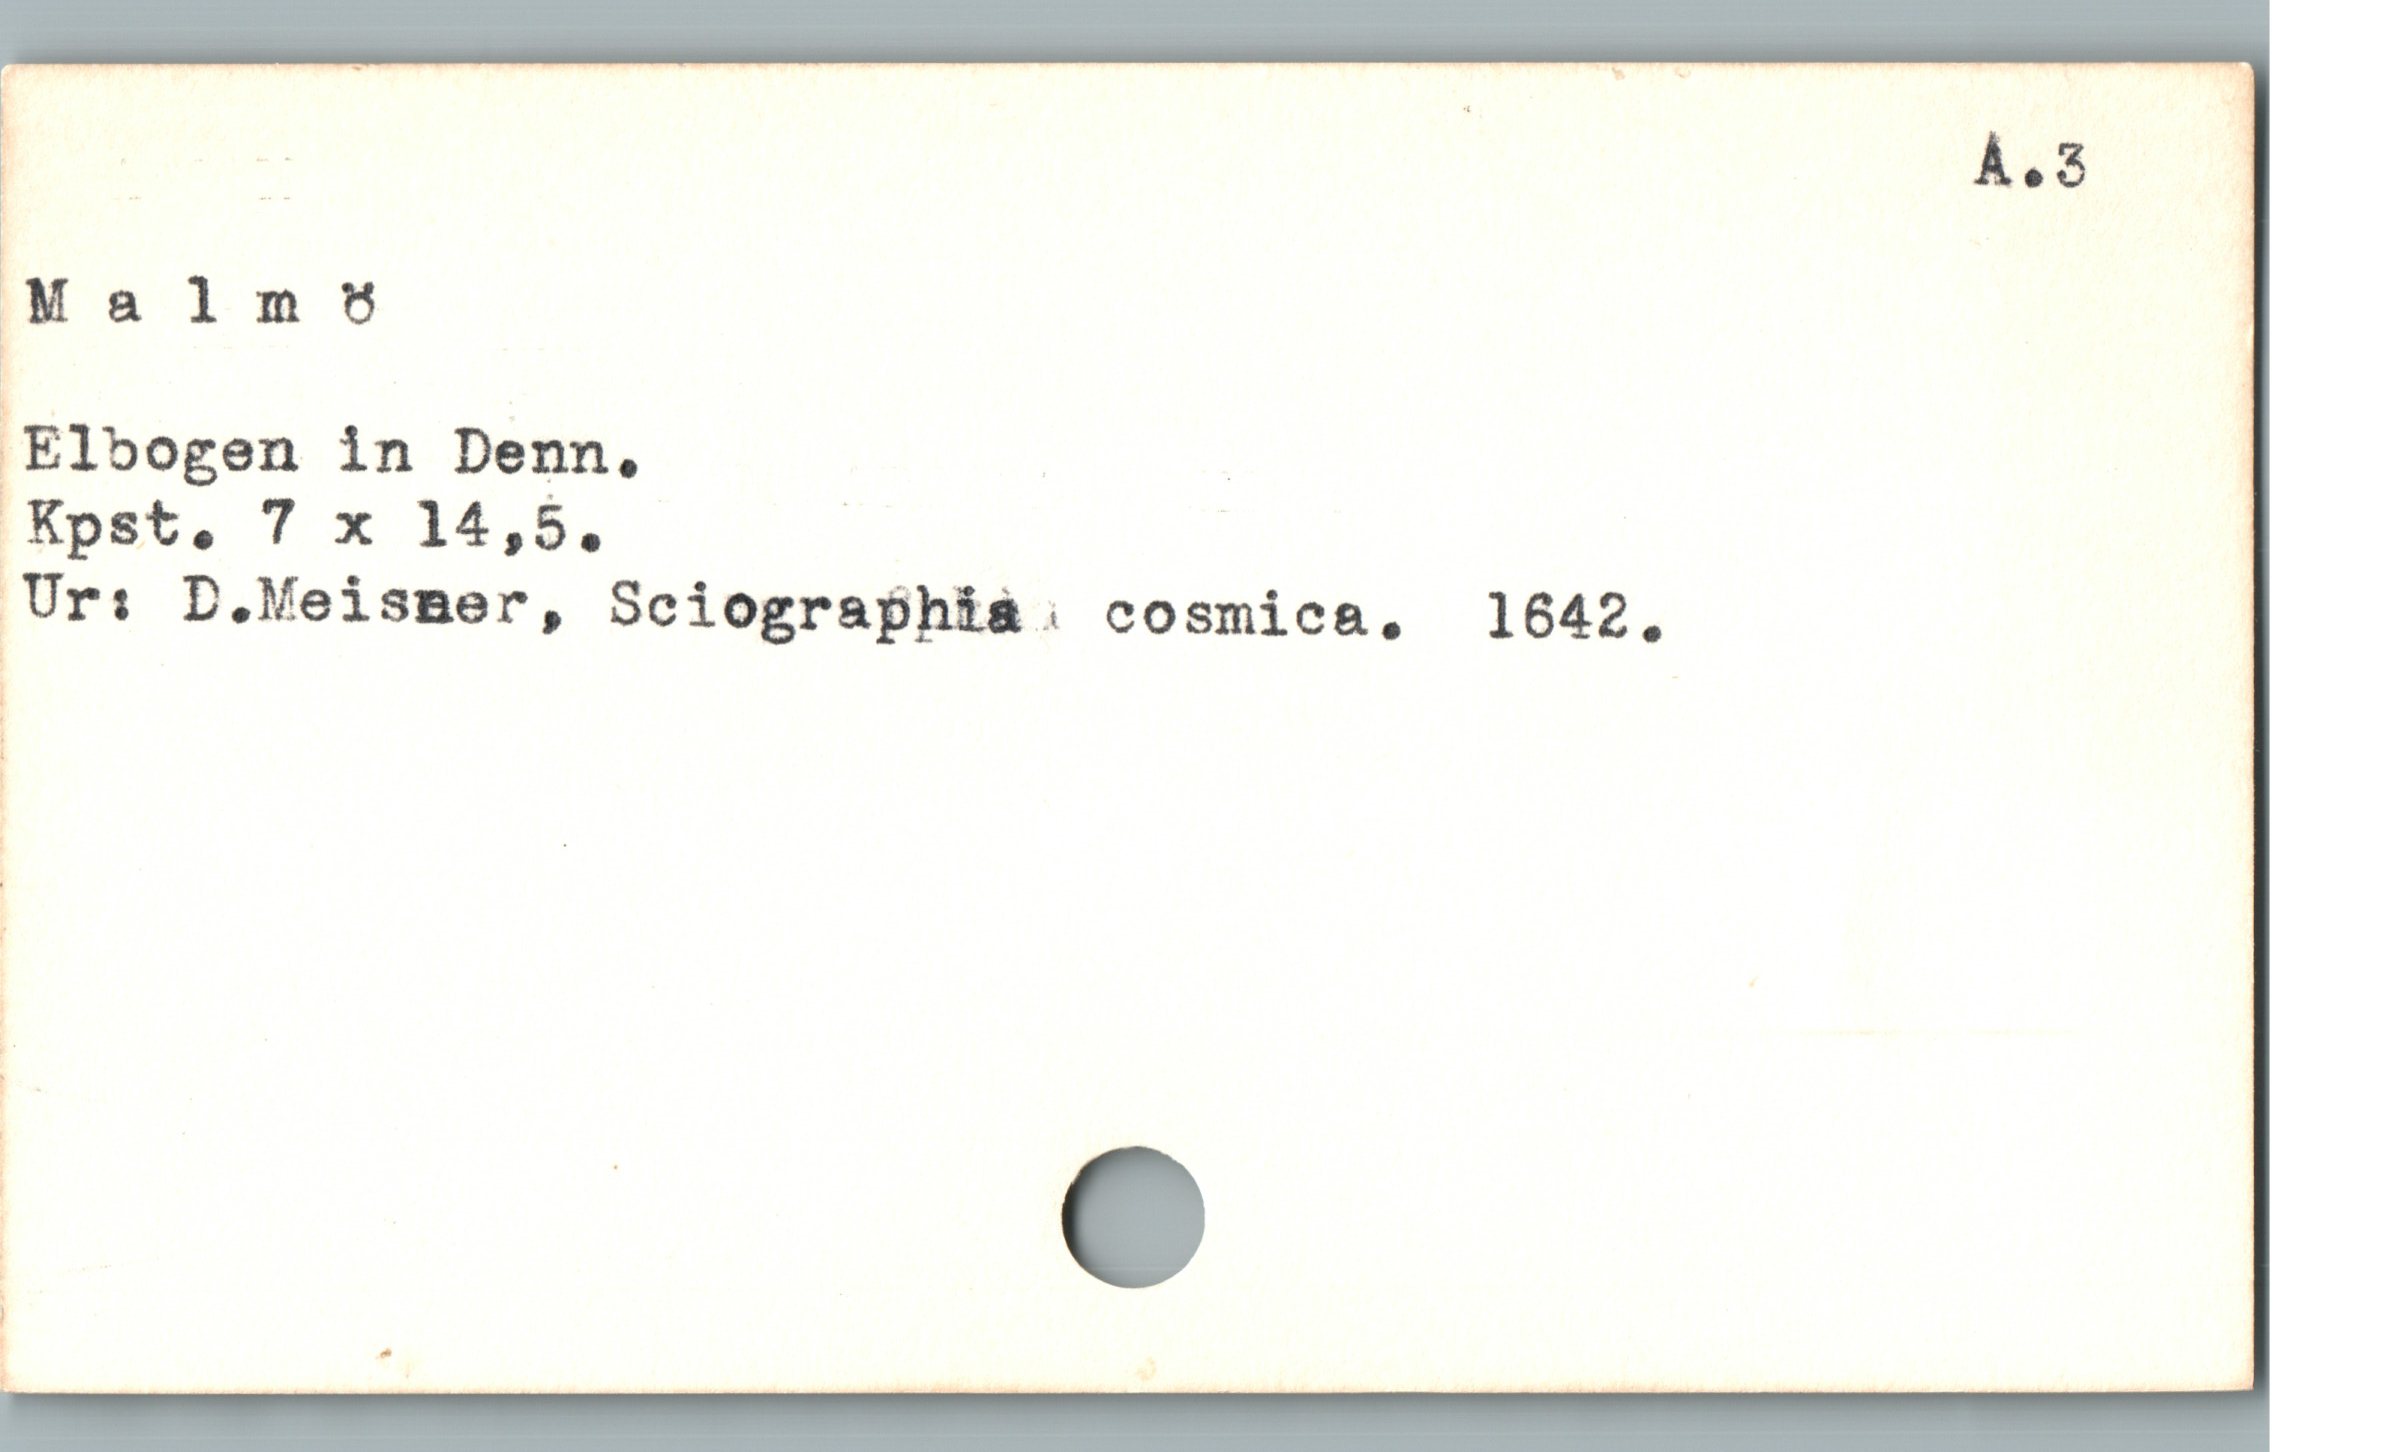 A.3
M a l m ö
Elbogen in Denn.
Kpst. 7 x 14,5.
Ur: D.Meisner, Sciographia cosmica. 1642.